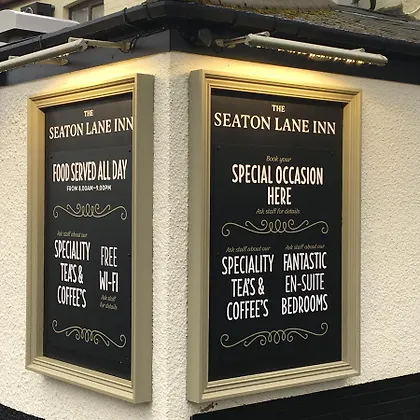 THE
SEATON LANE INN
FOOD SERVED ALL DAY
FROM 8.00AM-9.00PM
Ask staff about our
SPECIALITY
TEA'S &
COFFEE'S
FREE
WI-FI
Ask staff
for details
THE
SEATON LANE INN
Book your
SPECIAL OCCASION
HERE
Ask staff for details
Ask staff about our
SPECIALITY
TEA'S &
COFFEE'S
Ask staff about our
FANTASTIC
EN-SUITE
BEDROOMS